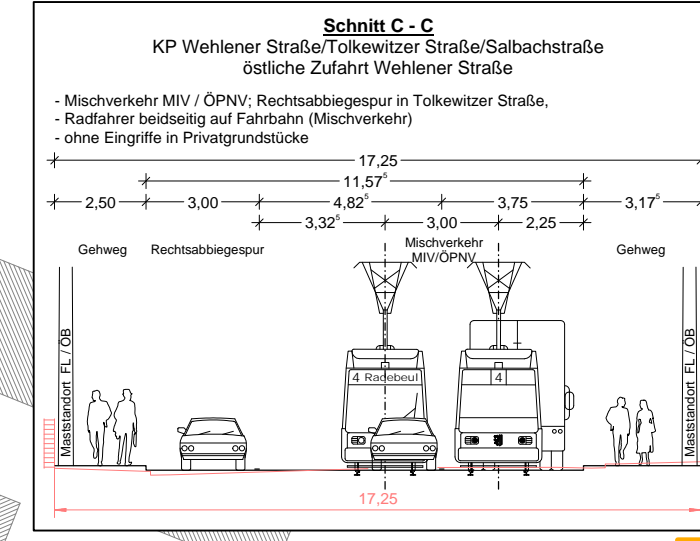 Schnitt C - C
KP Wehlener Straße/Tolkewitzer Straße/Salbachstraße
östliche Zufahrt Wehlener Straße
- Mischverkehr MIV / ÖPNV; Rechtsabbiegespur in Tolkewitzer Straße,
- Radfahrer beidseitig auf Fahrbahn (Mischverkehr)
- ohne Eingriffe in Privatgrundstücke
17,25
11,57⁵
2,50 3,00 4,82⁵ 3,75 3,17⁵
3,32⁵ 3,00 2,25
Gehweg Rechtsabbiegespur Mischverkehr Gehweg
MIV/ÖPNV
Maststandort FL / ÖB
4 Radebeul
4
Maststandort FL / ÖB
17,25